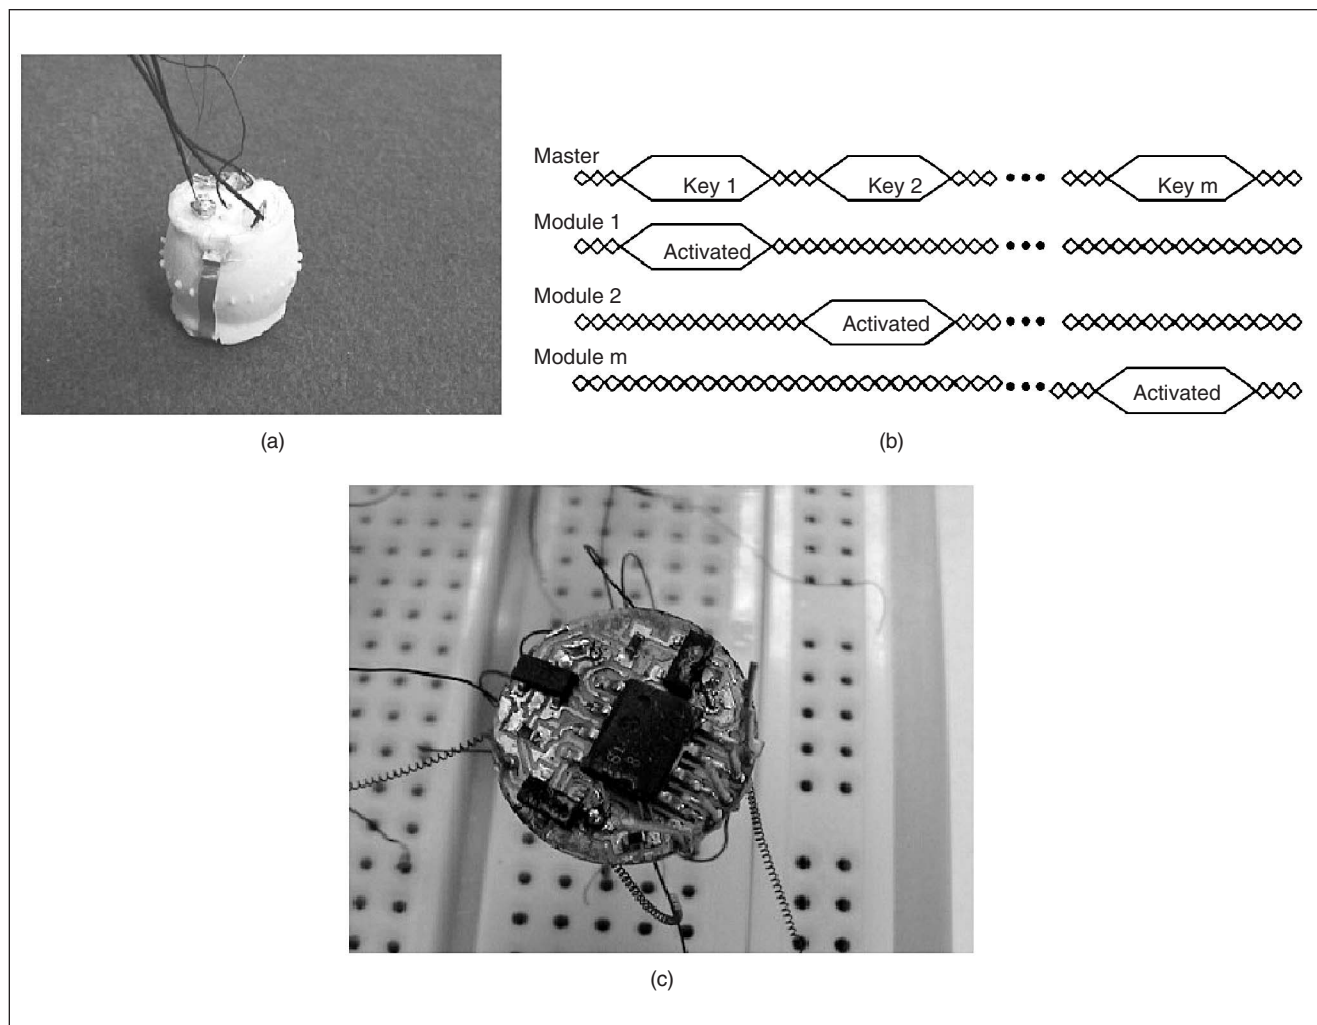 Master
Key 1 Key 2 Key m
Module 1
Activated
Module 2
Activated
Module m
Activated
(a)
(b)
(c)